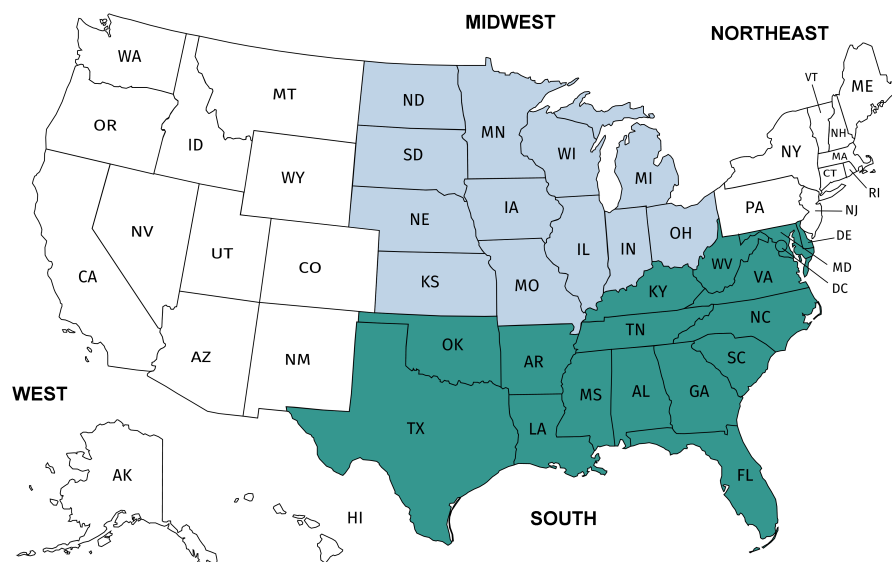 MIDWEST
NORTHEAST
WA
MT
ND
MN
VT
ME
OR
ID
SD
WI
MI
NY
NH
MA
CT
RI
WY
NE
IA
PA
NJ
NV
UT
CO
IL
IN
OH
DE
CA
KS
MO
WV
VA
MD
DC
KY
NC
AZ
NM
OK
AR
TN
SC
WEST
TX
LA
MS
AL
GA
AK
FL
HI
SOUTH